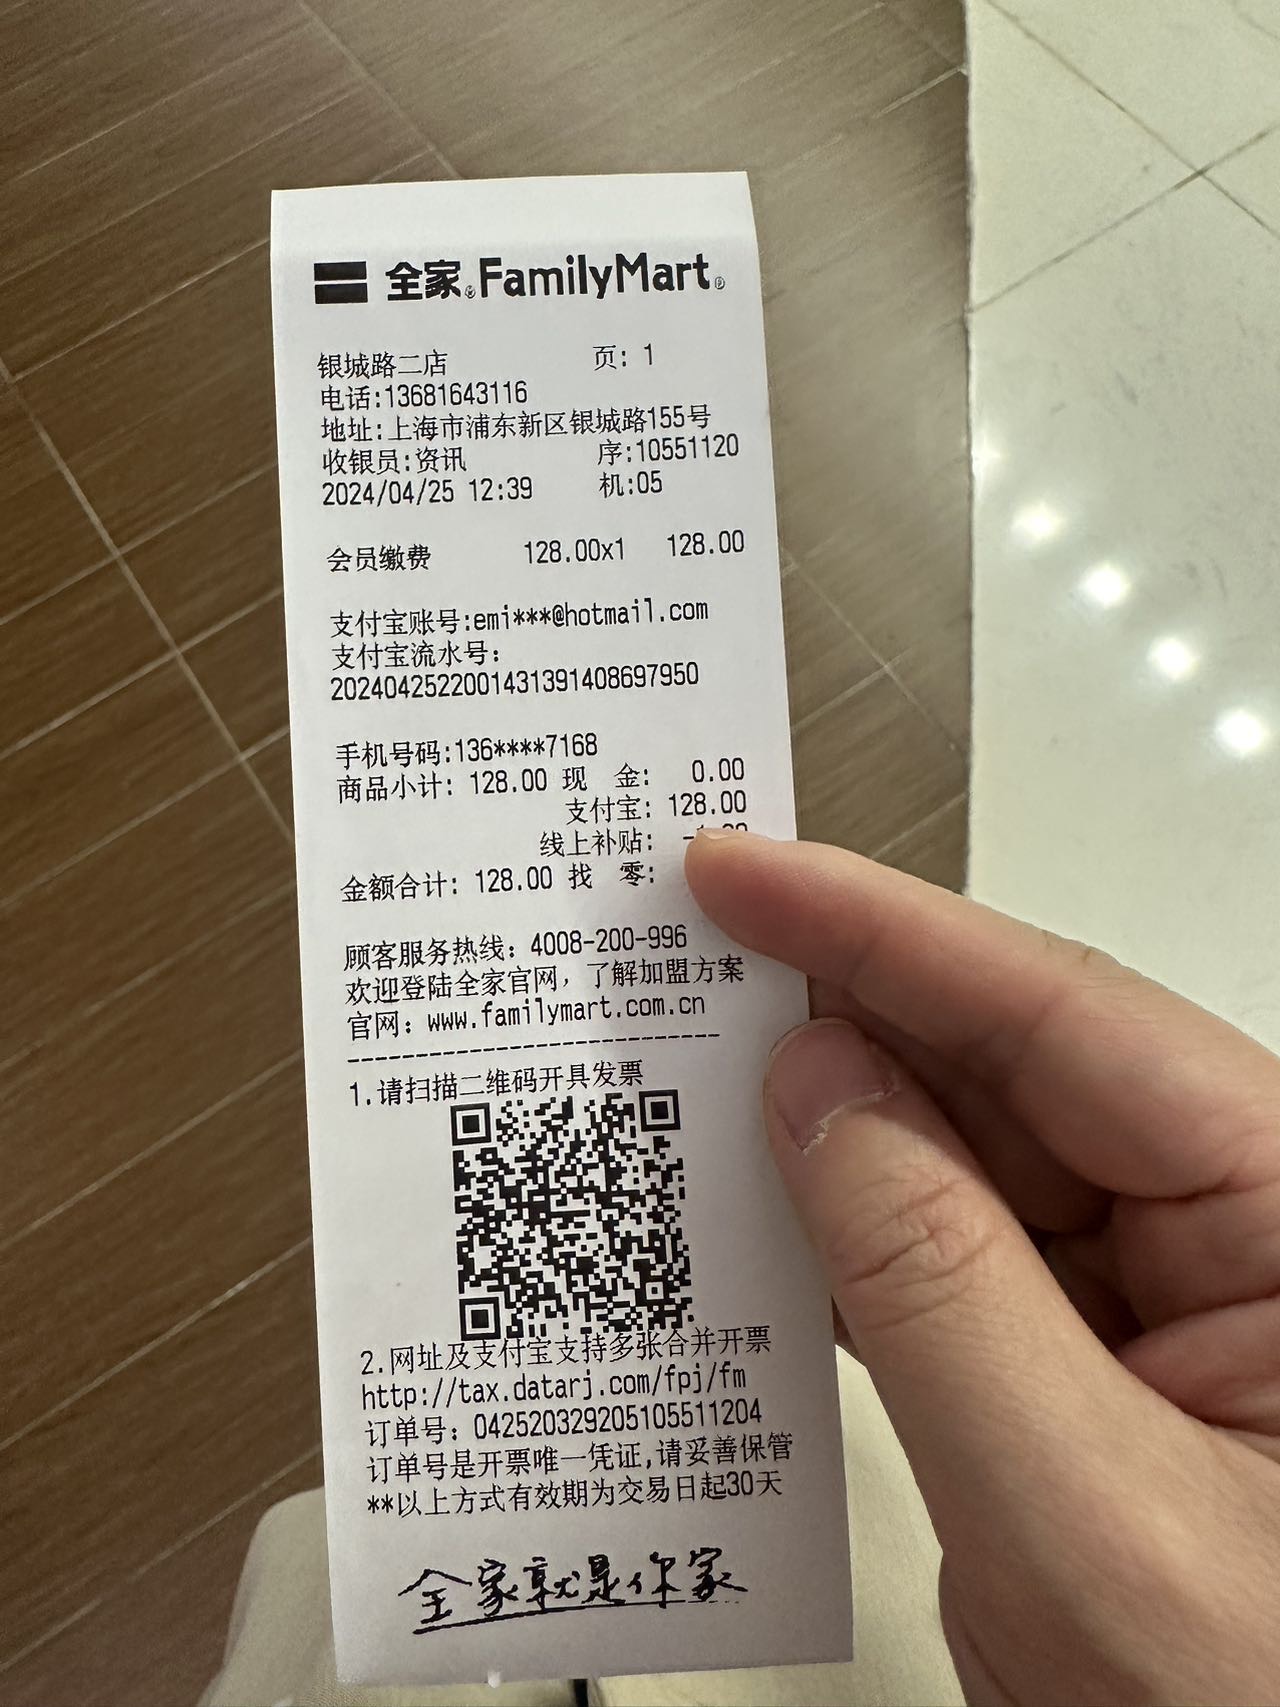 全家 FamilyMart
银城路二店 页: 1
电话:13681643116
地址:上海市浦东新区银城路155号
收银员:资讯 序:10551120
2024/04/25 12:39 机:05
会员缴费 128.00x1 128.00
支付宝账号:emi***@hotmail.com
支付宝流水号:
2024042522001431391408697950
手机号码:136****7168
商品小计: 128.00 现 金: 0.00
支付宝: 128.00
线上补贴:
金额合计: 128.00 找 零:
顾客服务热线: 4008-200-996
欢迎登陆全家官网, 了解加盟方案
官网: www.familymart.com.cn
--------------------------
1.请扫描二维码开具发票
2.网址及支付宝支持多张合并开票
http://tax.datarj.com/fpj/fm
订单号: 042520329205105511204
订单号是开票唯一凭证,请妥善保管
**以上方式有效期为交易日起30天
全家就是你家